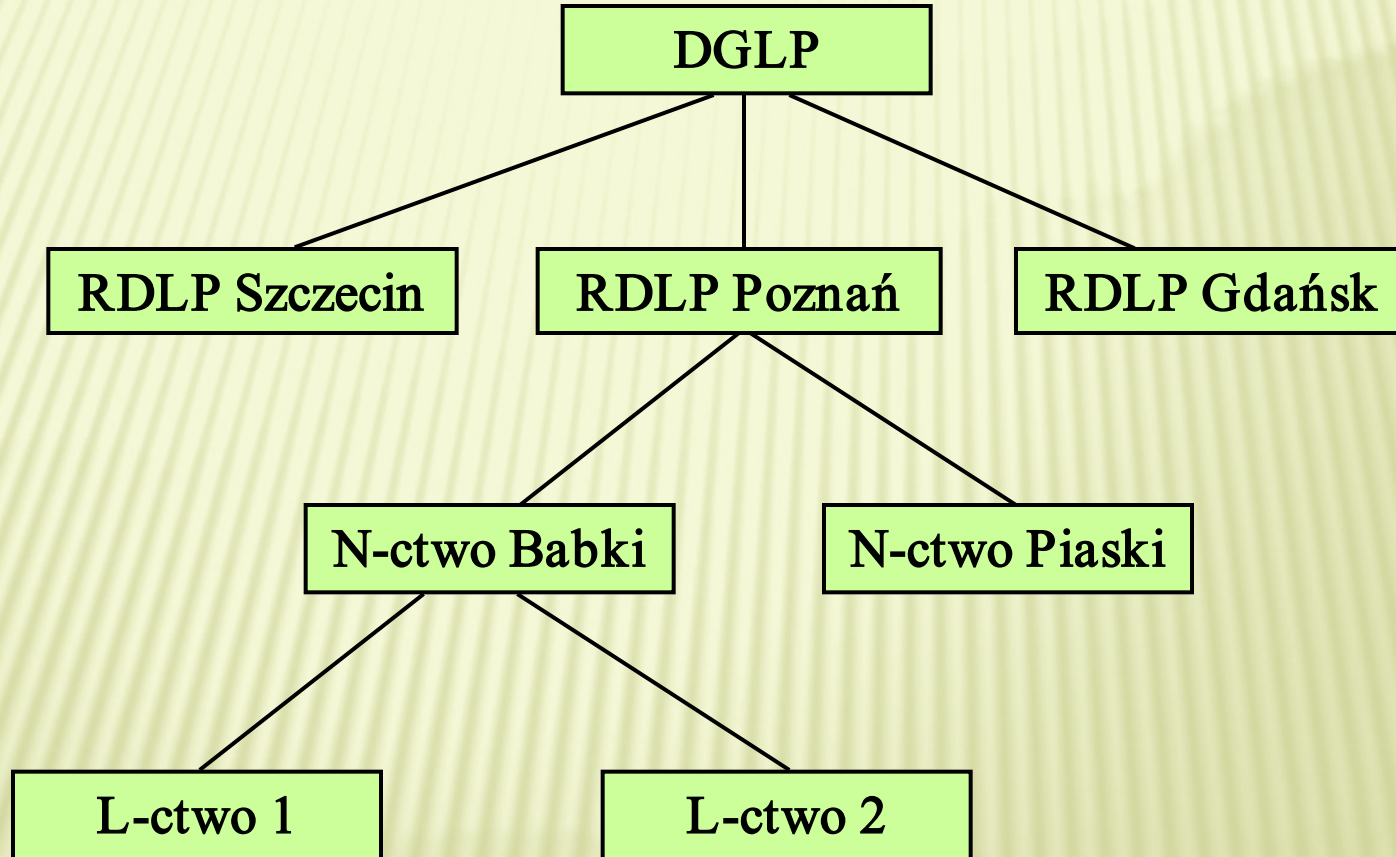 DGLP
RDLP Szczecin
RDLP Poznań
RDLP Gdańsk
N-ctwo Babki
N-ctwo Piaski
L-ctwo 1
L-ctwo 2